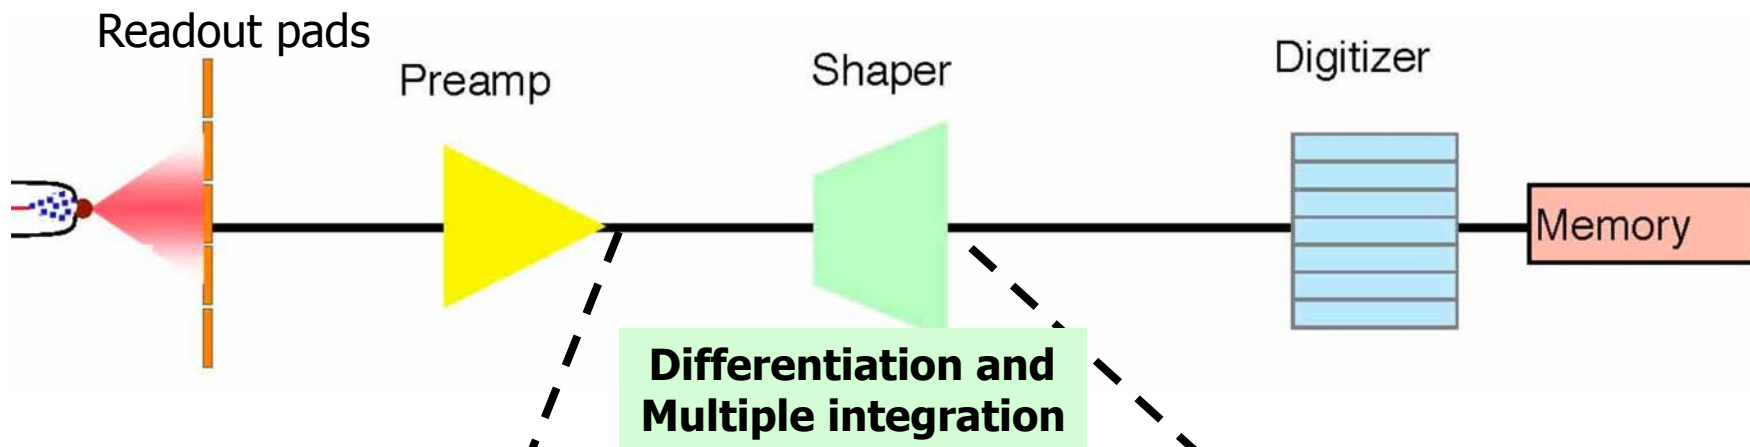 Readout pads
Preamp
Shaper
Digitizer
Memory
Differentiation and
Multiple integration